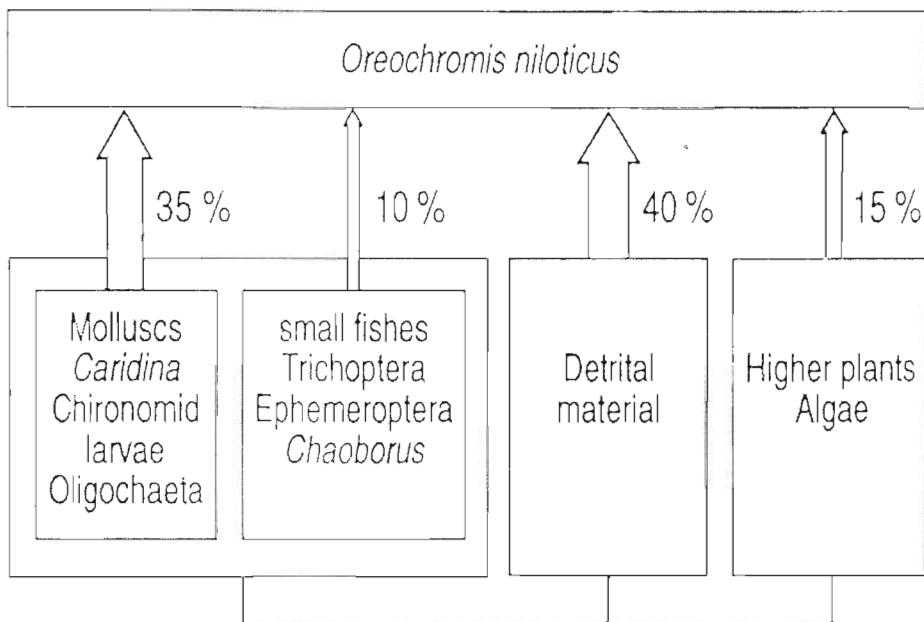 Oreochromis niloticus
35 %
10 %
40 %
15 %
Molluscs
Caridina
Chironomid
larvae
Oligochaeta
small fishes
Trichoptera
Ephemeroptera
Chaoborus
Detrital
material
Higher plants
Algae